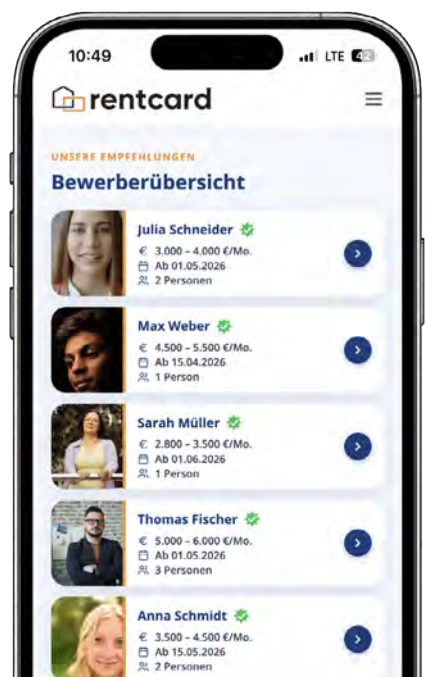 10:49
LTE 42
rentcard
UNSERE EMPFEHLUNGEN
Bewerberübersicht
Julia Schneider
€ 3.000 – 4.000 €/Mo.
Ab 01.05.2026
2 Personen
Max Weber
€ 4.500 – 5.500 €/Mo.
Ab 15.04.2026
1 Person
Sarah Müller
€ 2.800 – 3.500 €/Mo.
Ab 01.06.2026
1 Person
Thomas Fischer
€ 5.000 – 6.000 €/Mo.
Ab 01.05.2026
3 Personen
Anna Schmidt
€ 3.500 – 4.500 €/Mo.
Ab 15.05.2026
2 Personen